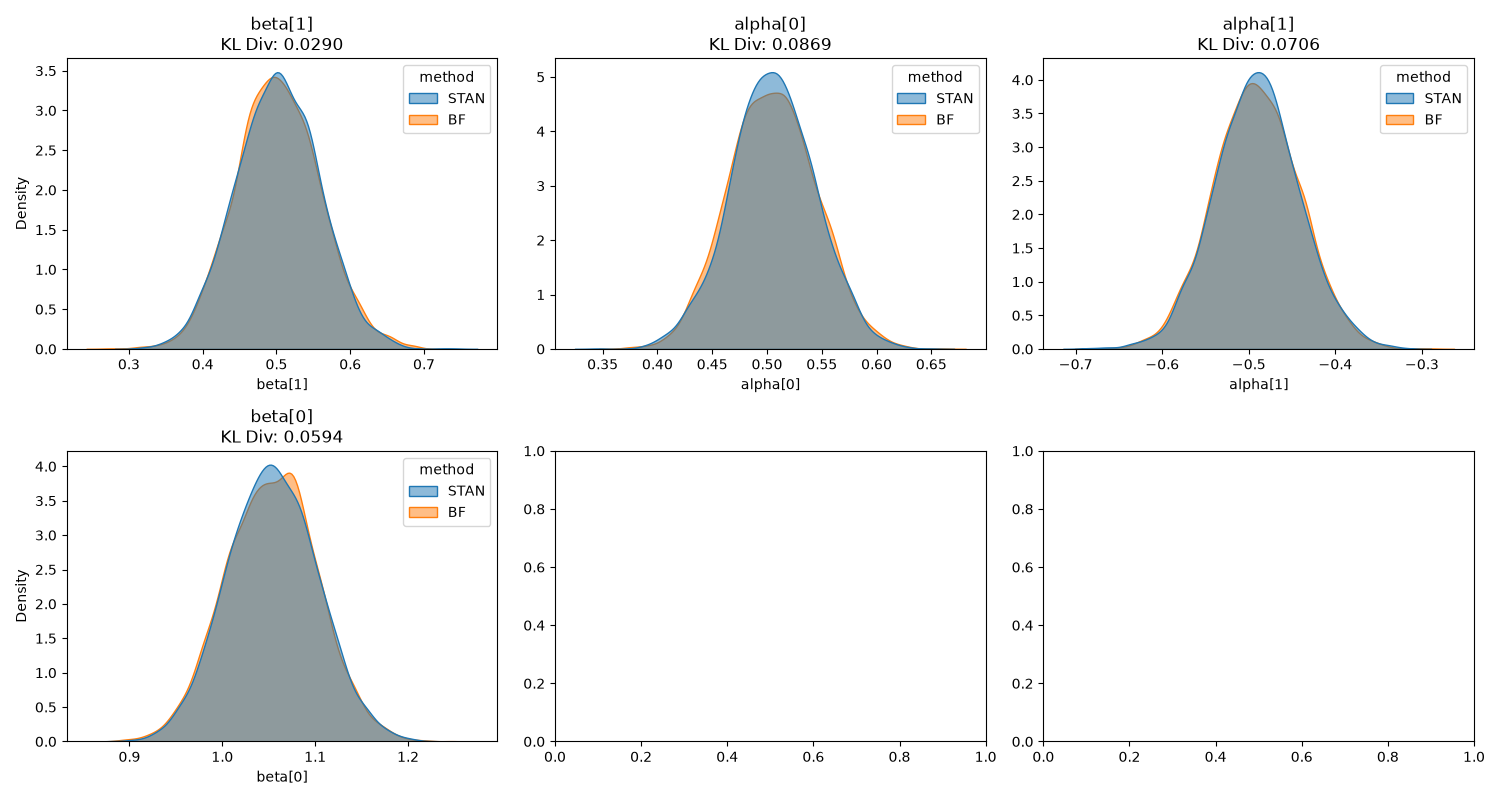 beta[1]
KL Div: 0.0290
3.5
3.0
2.5
2.0
1.5
1.0
0.5
0.0
Density
0.3 0.4 0.5 0.6 0.7
beta[1]
method
STAN
BF
alpha[0]
KL Div: 0.0869
5
4
3
2
1
0
0.35 0.40 0.45 0.50 0.55 0.60 0.65
alpha[0]
method
STAN
BF
alpha[1]
KL Div: 0.0706
4.0
3.5
3.0
2.5
2.0
1.5
1.0
0.5
0.0
−0.7 −0.6 −0.5 −0.4 −0.3
alpha[1]
method
STAN
BF
beta[0]
KL Div: 0.0594
4.0
3.5
3.0
2.5
2.0
1.5
1.0
0.5
0.0
Density
0.9 1.0 1.1 1.2
beta[0]
method
STAN
BF
1.0
0.8
0.6
0.4
0.2
0.0
0.0 0.2 0.4 0.6 0.8 1.0
1.0
0.8
0.6
0.4
0.2
0.0
0.0 0.2 0.4 0.6 0.8 1.0